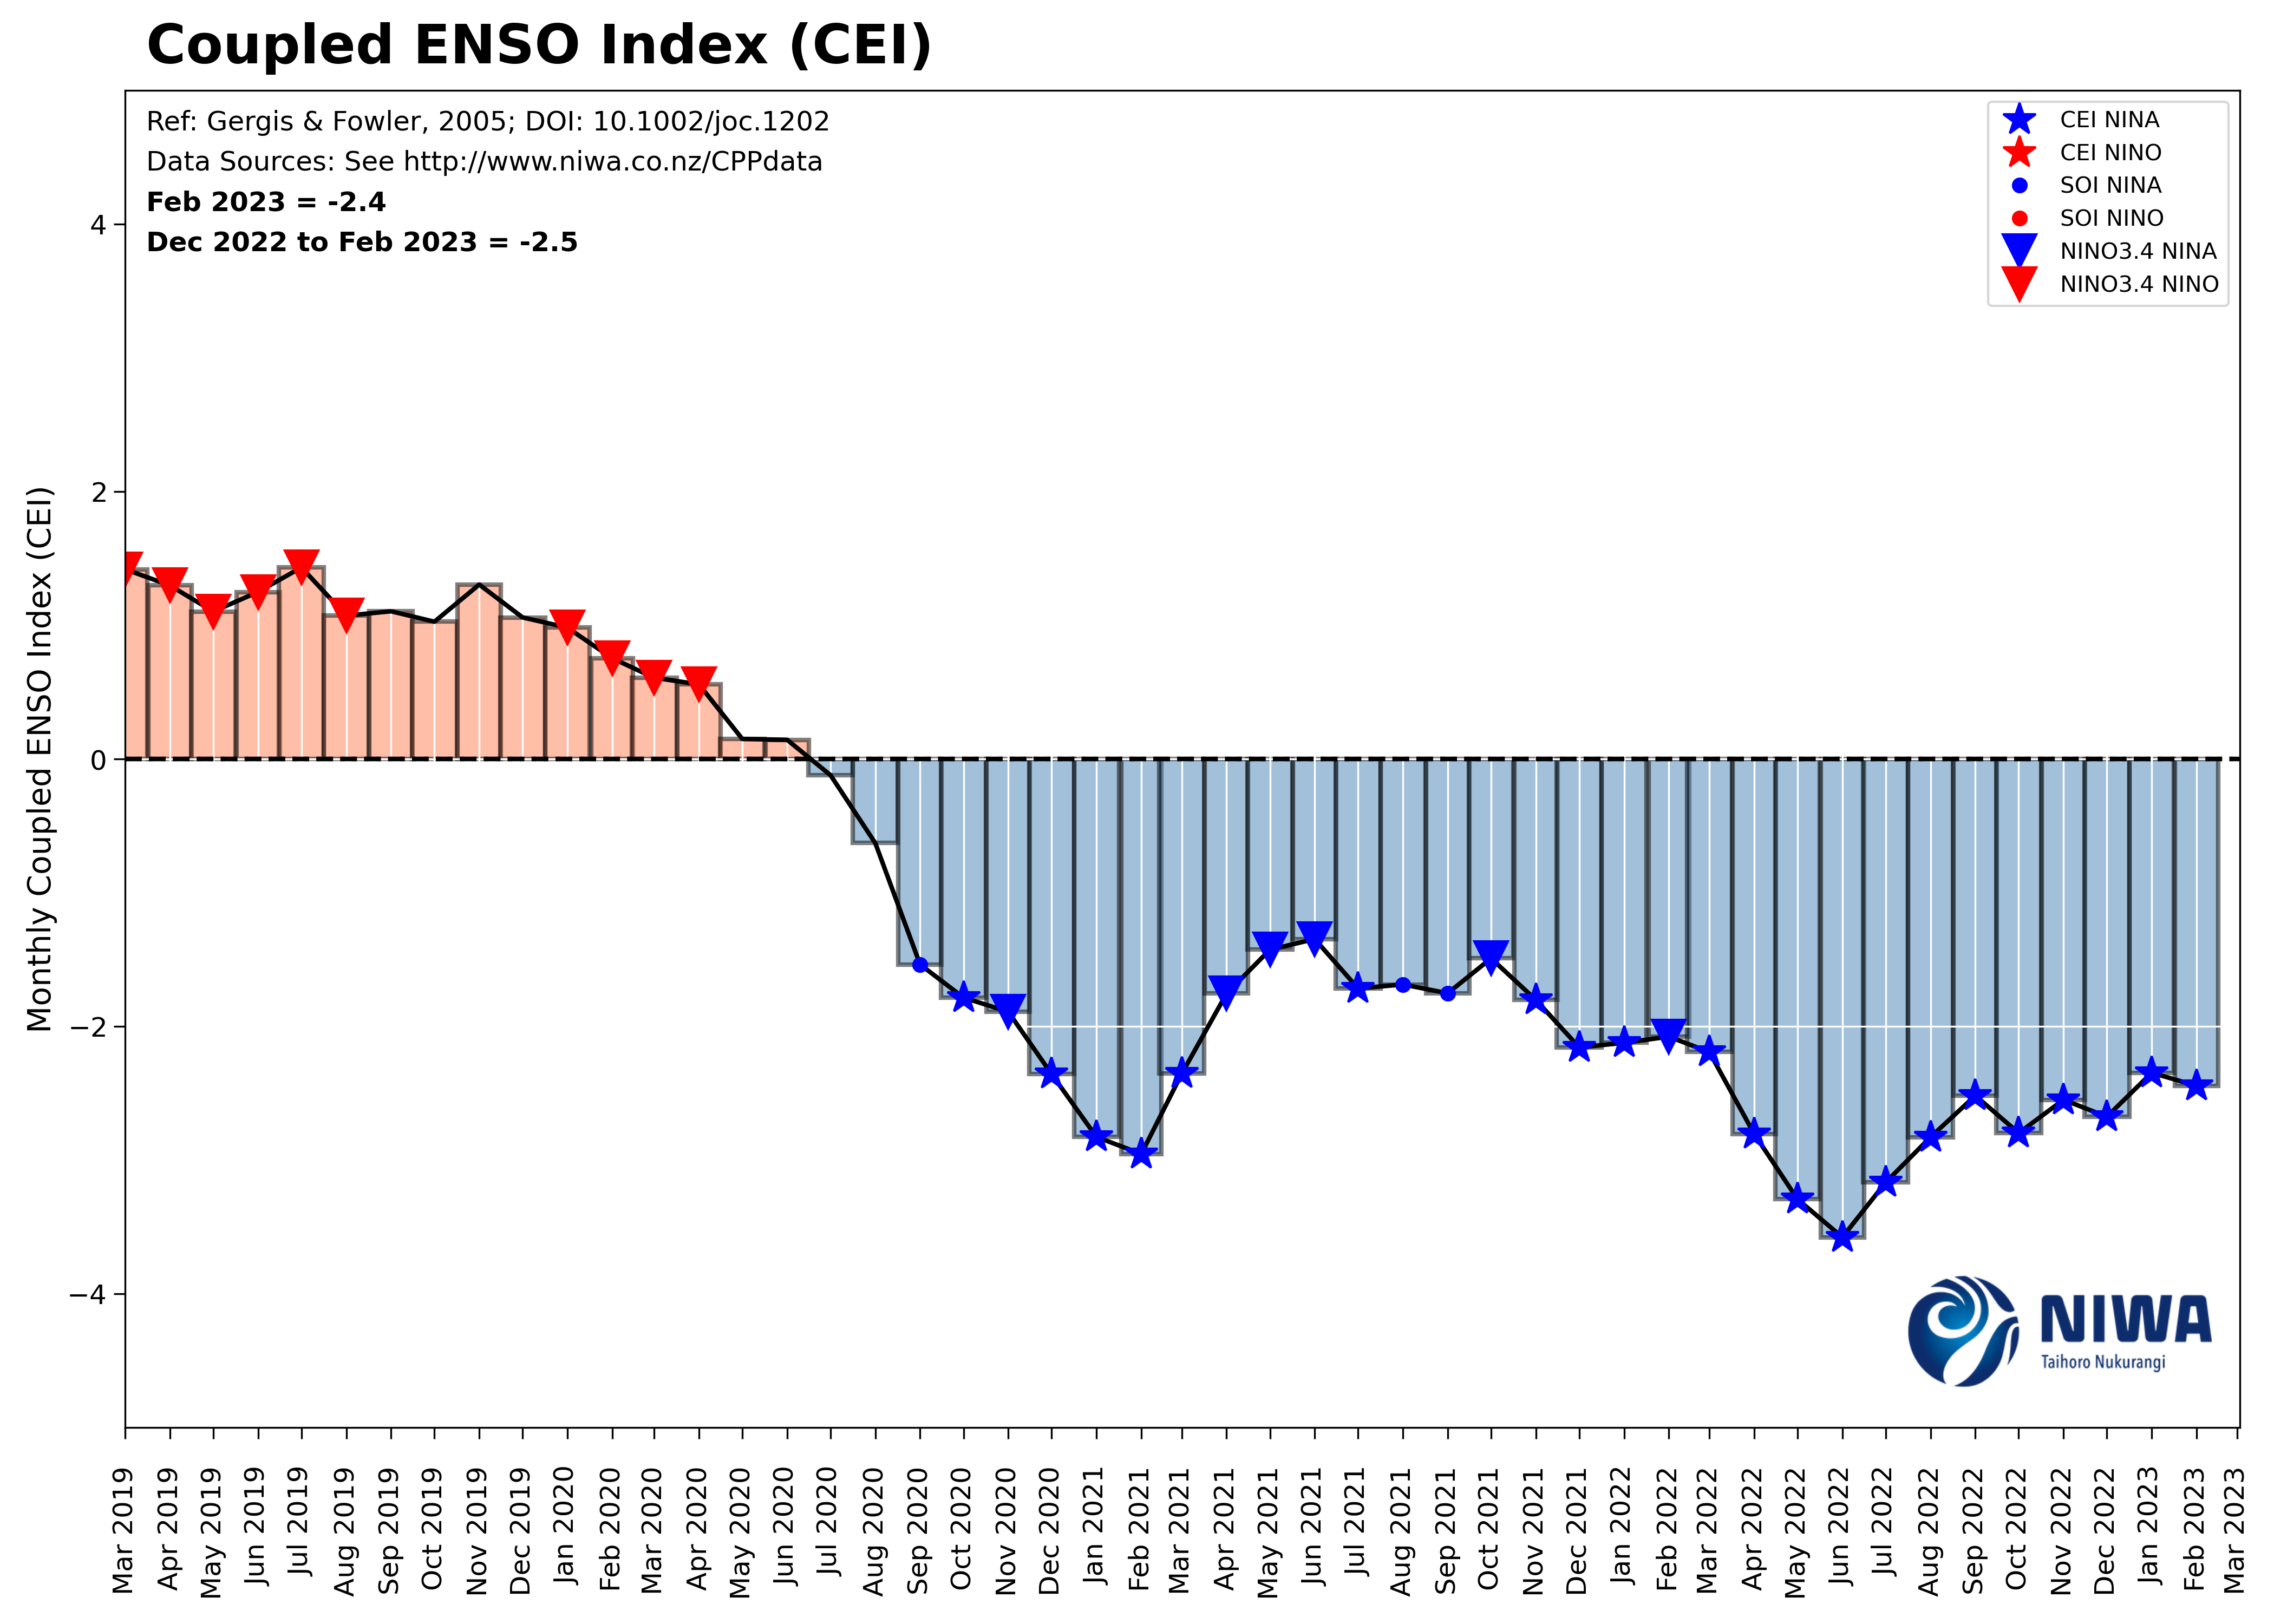 Coupled ENSO Index (CEI)
Ref: Gergis & Fowler, 2005; DOI: 10.1002/joc.1202
Data Sources: See http://www.niwa.co.nz/CPPdata
Feb 2023 = -2.4
Dec 2022 to Feb 2023 = -2.5
CEI NINA
CEI NINO
SOI NINA
SOI NINO
NINO3.4 NINA
NINO3.4 NINO
Monthly Coupled ENSO Index (CEI)
4
2
0
−2
−4
NIWA
Taihoro Nukurangi
Mar 2019
Apr 2019
May 2019
Jun 2019
Jul 2019
Aug 2019
Sep 2019
Oct 2019
Nov 2019
Dec 2019
Jan 2020
Feb 2020
Mar 2020
Apr 2020
May 2020
Jun 2020
Jul 2020
Aug 2020
Sep 2020
Oct 2020
Nov 2020
Dec 2020
Jan 2021
Feb 2021
Mar 2021
Apr 2021
May 2021
Jun 2021
Jul 2021
Aug 2021
Sep 2021
Oct 2021
Nov 2021
Dec 2021
Jan 2022
Feb 2022
Mar 2022
Apr 2022
May 2022
Jun 2022
Jul 2022
Aug 2022
Sep 2022
Oct 2022
Nov 2022
Dec 2022
Jan 2023
Feb 2023
Mar 2023